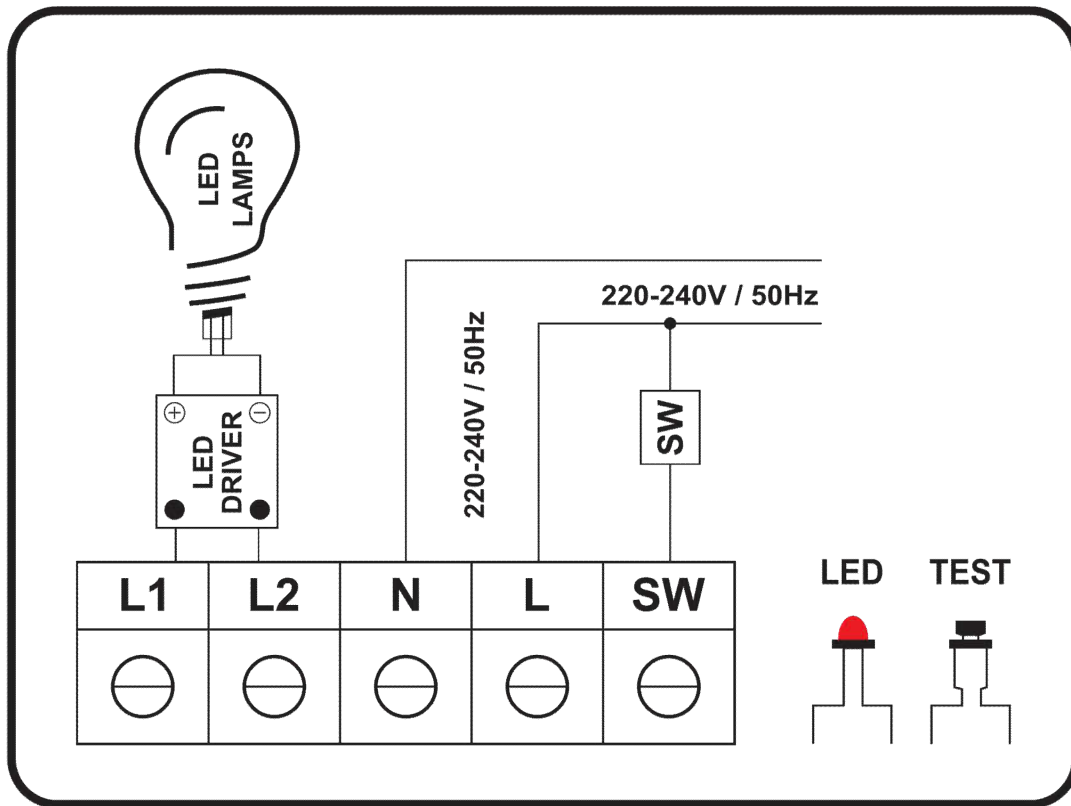 LED
LAMPS
220-240V / 50Hz
220-240V / 50Hz
SW
+ −
LED
DRIVER
L1 L2 N L SW
LED TEST